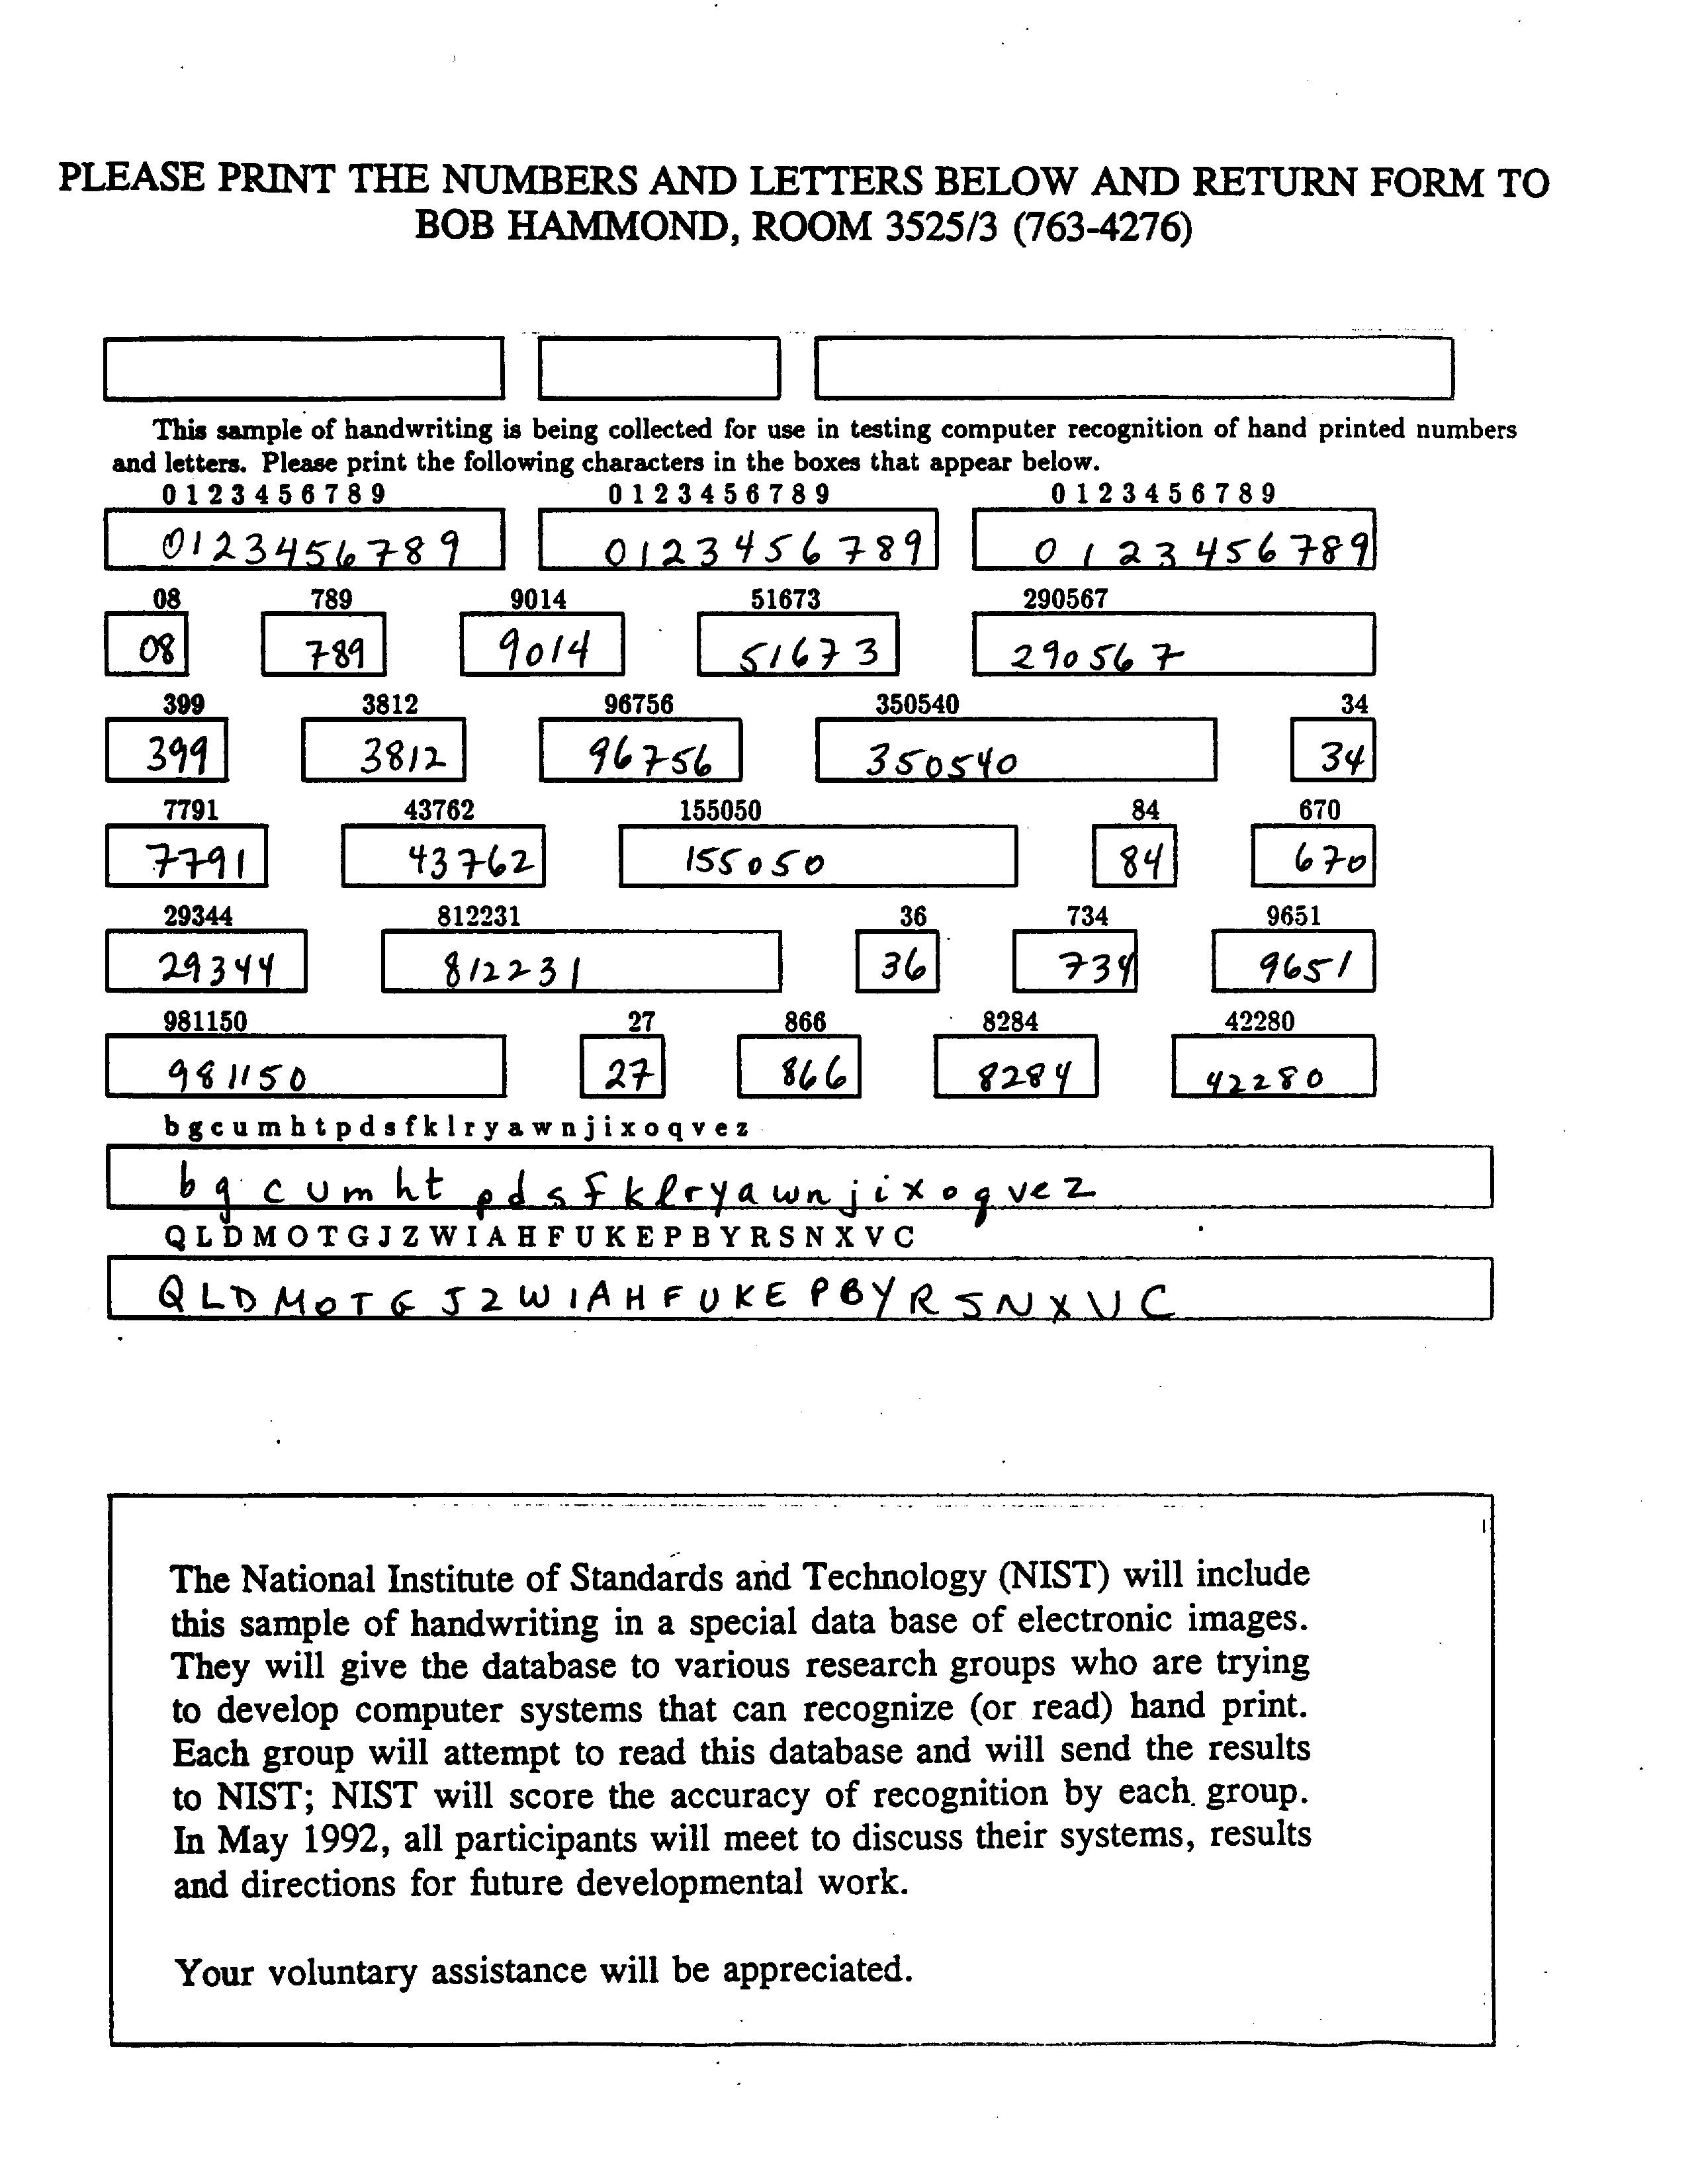 PLEASE PRINT THE NUMBERS AND LETTERS BELOW AND RETURN FORM TO
BOB HAMMOND, ROOM 3525/3 (763-4276)
This sample of handwriting is being collected for use in testing computer recognition of hand printed numbers
and letters. Please print the following characters in the boxes that appear below.
0 1 2 3 4 5 6 7 8 9 0 1 2 3 4 5 6 7 8 9 0 1 2 3 4 5 6 7 8 9
0123456789 0123456789 0123456789
08 789 9014 51673 290567
08 789 9014 51673 290567
399 3812 96756 350540 34
399 3812 96756 350540 34
7791 43762 155050 84 670
7791 43762 155050 84 670
29344 812231 36 734 9651
29344 812231 36 734 9651
981150 27 866 8284 42280
981150 27 866 8284 42280
b g c u m h t p d s f k l r y a w n j i x o q v e z
b g c u m h t p d s f k l r y a w n j i x o q v e z
Q L D M O T G J Z W I A H F U K E P B Y R S N X V C
Q L D M O T G J Z W I A H F U K E P B Y R S N X V C
The National Institute of Standards and Technology (NIST) will include
this sample of handwriting in a special data base of electronic images.
They will give the database to various research groups who are trying
to develop computer systems that can recognize (or read) hand print.
Each group will attempt to read this database and will send the results
to NIST; NIST will score the accuracy of recognition by each group.
In May 1992, all participants will meet to discuss their systems, results
and directions for future developmental work.
Your voluntary assistance will be appreciated.